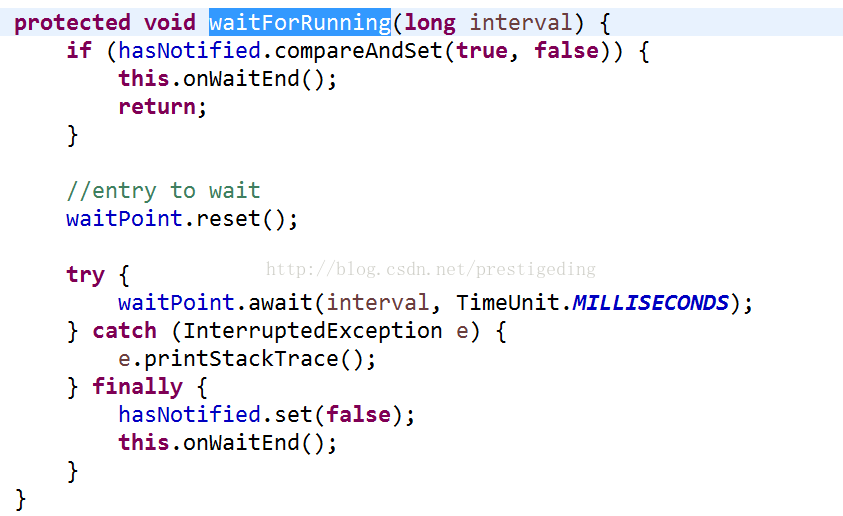 protected void waitForRunning(long interval) {
    if (hasNotified.compareAndSet(true, false)) {
        this.onWaitEnd();
        return;
    }
    //entry to wait
    waitPoint.reset();
http://blog.csdn.net/prestigeding
    try {
        waitPoint.await(interval, TimeUnit.MILLISECONDS);
    } catch (InterruptedException e) {
        e.printStackTrace();
    } finally {
        hasNotified.set(false);
        this.onWaitEnd();
    }
}